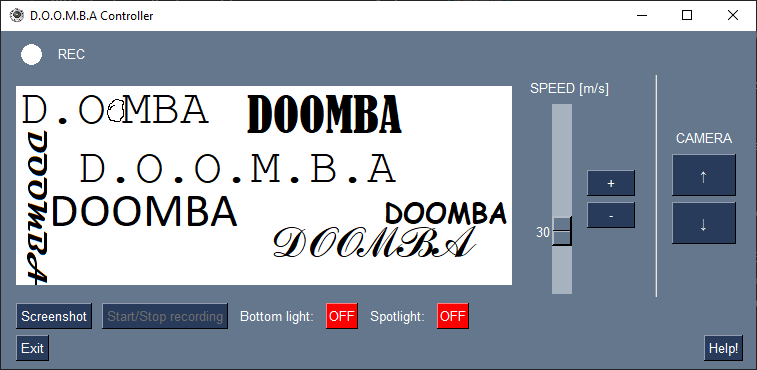 D.O.O.M.B.A Controller
REC
SPEED [m/s]
D.O MBA
DOOMBA
DOOMBA
D.O.O.M.B.A
DOOMBA
DOOMBA
DOOMBA
CAMERA
+
↑
-
30
↓
Screenshot Start/Stop recording Bottom light: OFF Spotlight: OFF
Exit
Help!